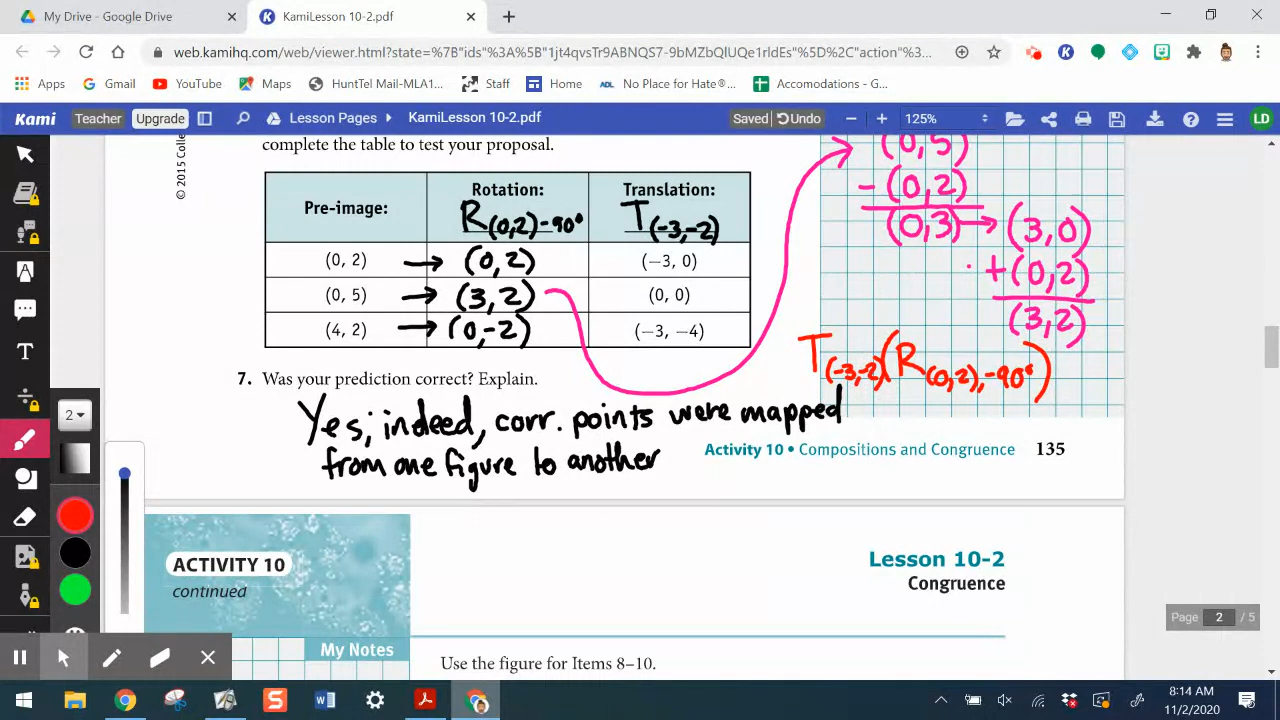 My Drive - Google Drive
KamiLesson 10-2.pdf
web.kamihq.com/web/viewer.html?state=%7B"ids"%3A%5B"1jt4qvsTr9ABNQS7-9bMZbQlUQe1rldEs"%5D%2C"action"%3...
Apps
Gmail
YouTube
Maps
HuntTel Mail-MLA1...
Staff
Home
ADL
No Place for Hate®...
Accomodations - G...
Kami
Teacher
Upgrade
Lesson Pages
KamiLesson 10-2.pdf
Saved
Undo
125%
LD
© 2015 Colle
complete the table to test your proposal.
Pre-image: Rotation: Translation:
R(0,2)-90° T(-3,-2)
(0, 2) → (0,2) (−3, 0)
(0, 5) → (3,2) (0, 0)
(4, 2) → (0,-2) (−3, −4)
(0,5)
-(0,2)
(0,3) → (3,0)
+(0,2)
(3,2)
T(-3,-2)(R(0,2),-90°)
7. Was your prediction correct? Explain.
Yes; indeed, corr. points were mapped
from one figure to another
Activity 10 • Compositions and Congruence 135
ACTIVITY 10
continued
Lesson 10-2
Congruence
My Notes
Use the figure for Items 8–10.
Page 2 / 5
2
8:14 AM
11/2/2020